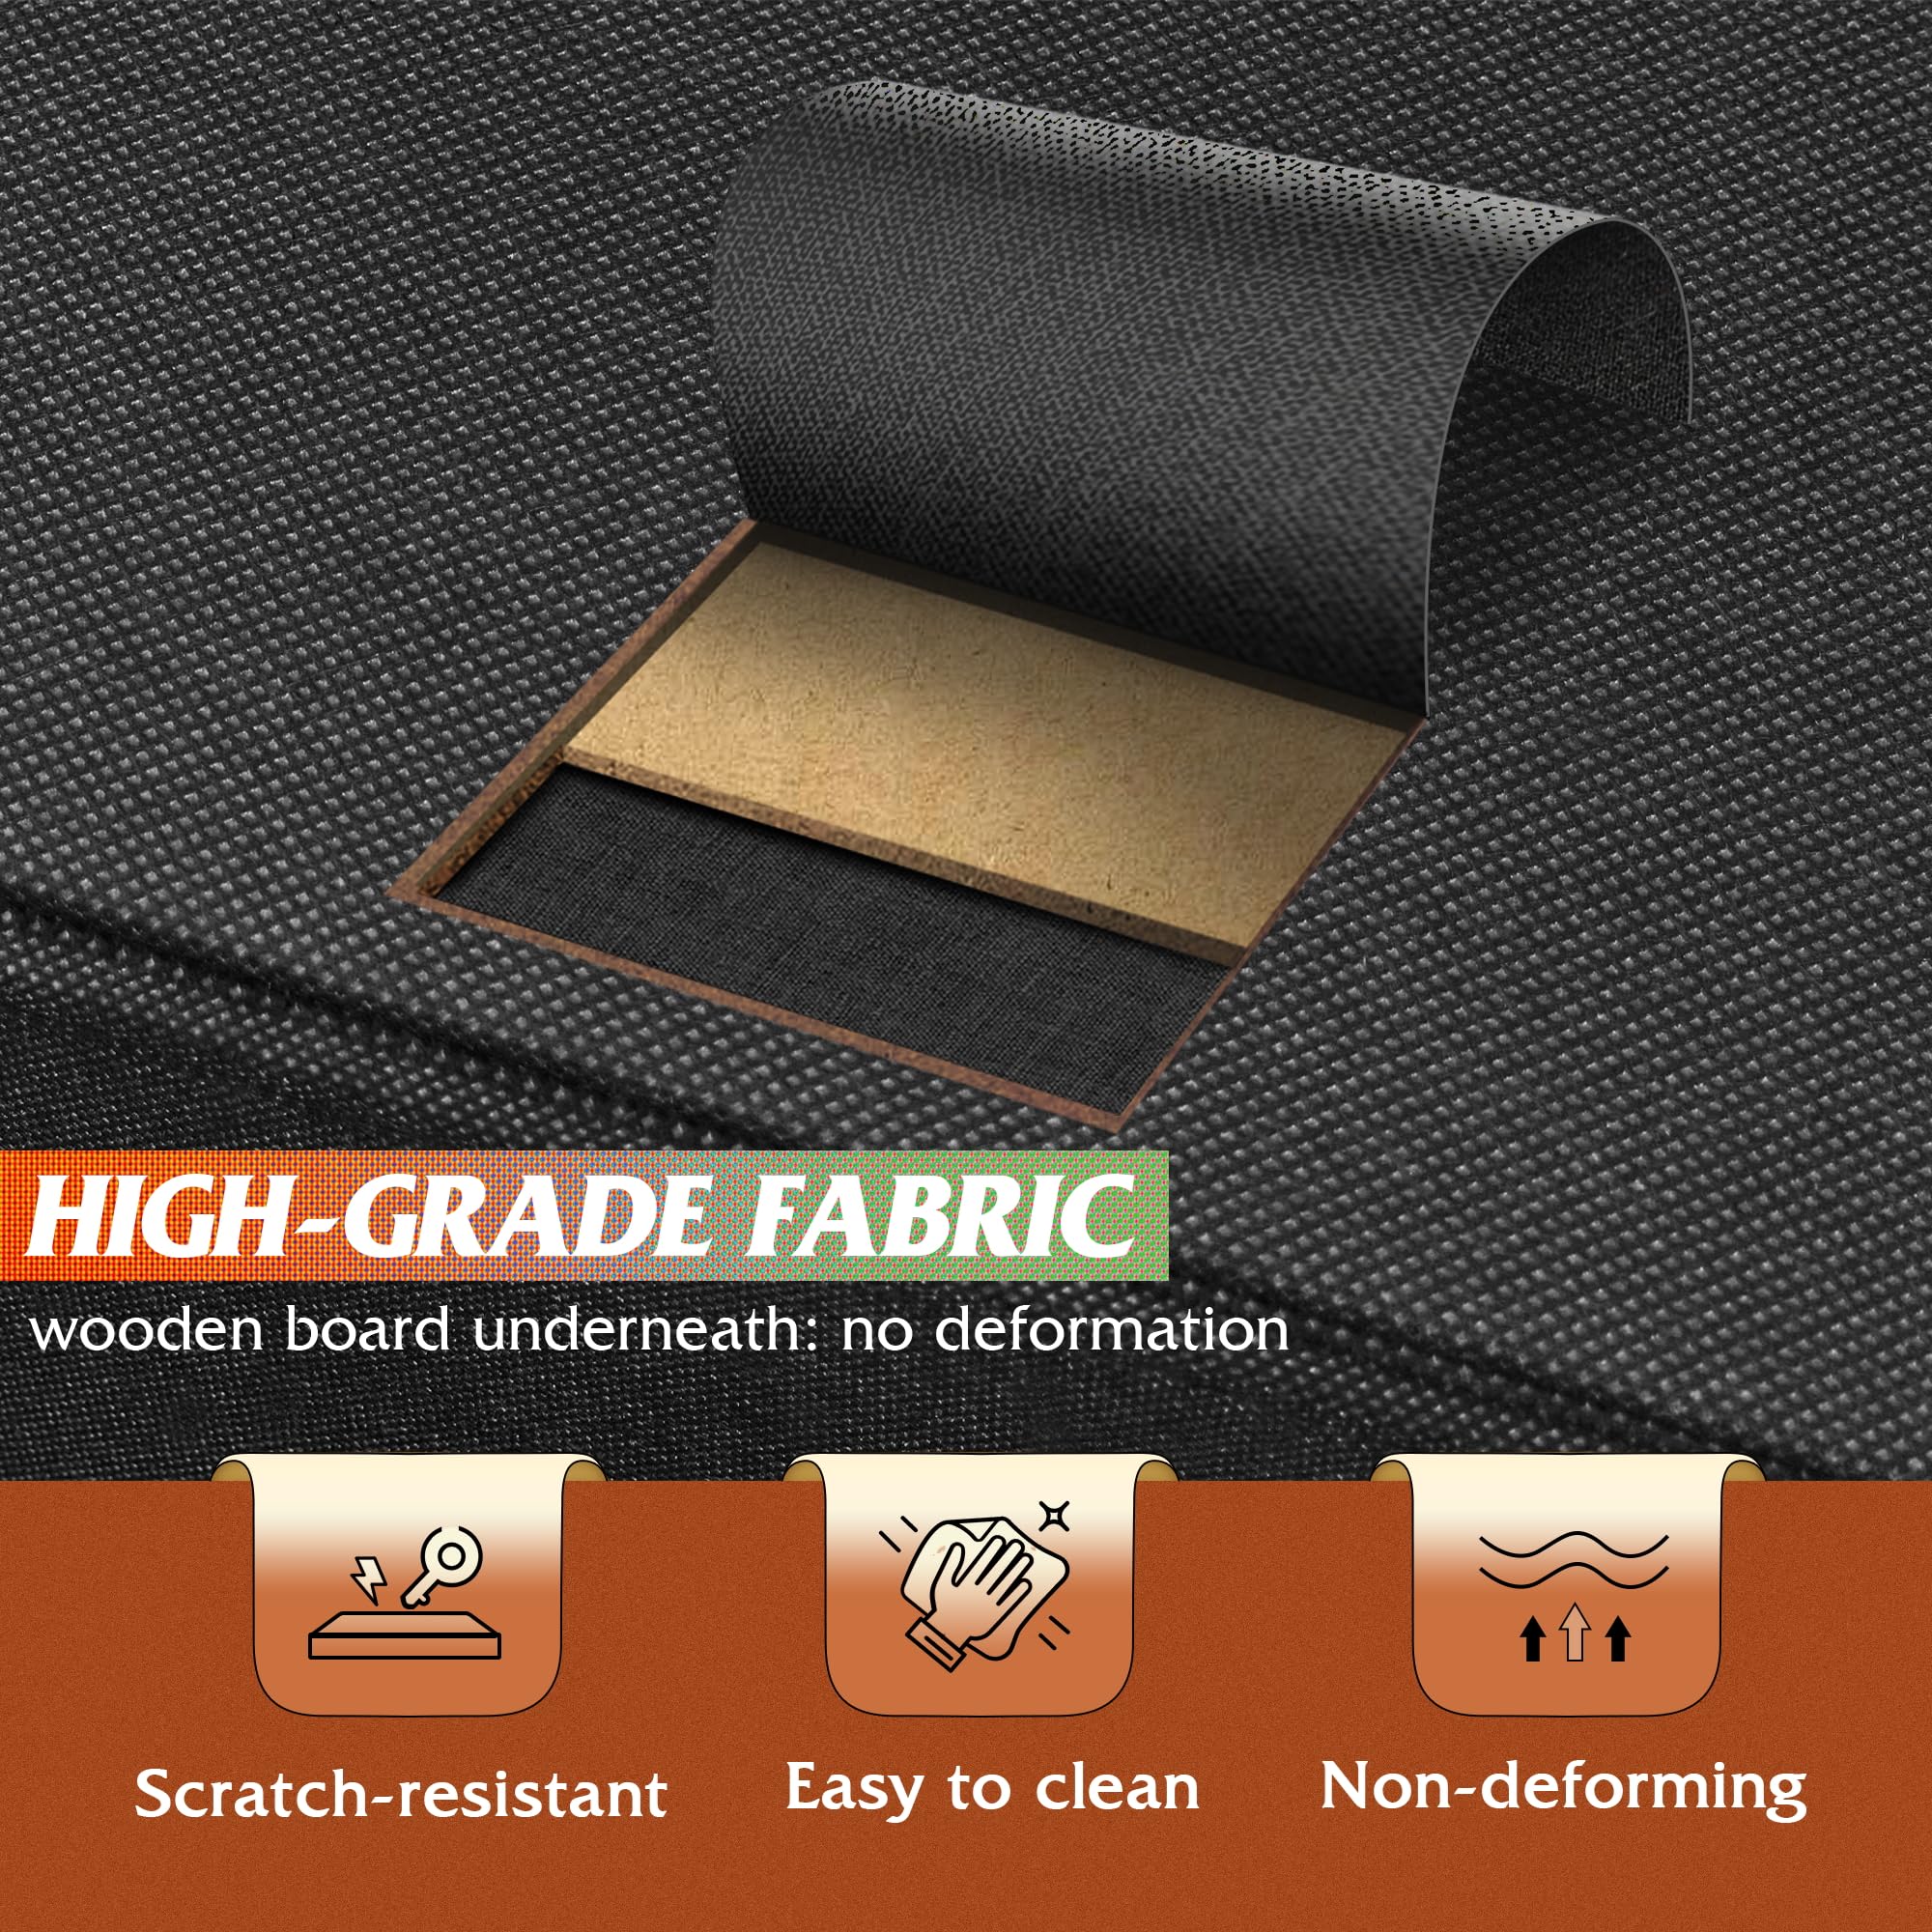 HIGH-GRADE FABRIC
wooden board underneath: no deformation
Scratch-resistant
Easy to clean
Non-deforming